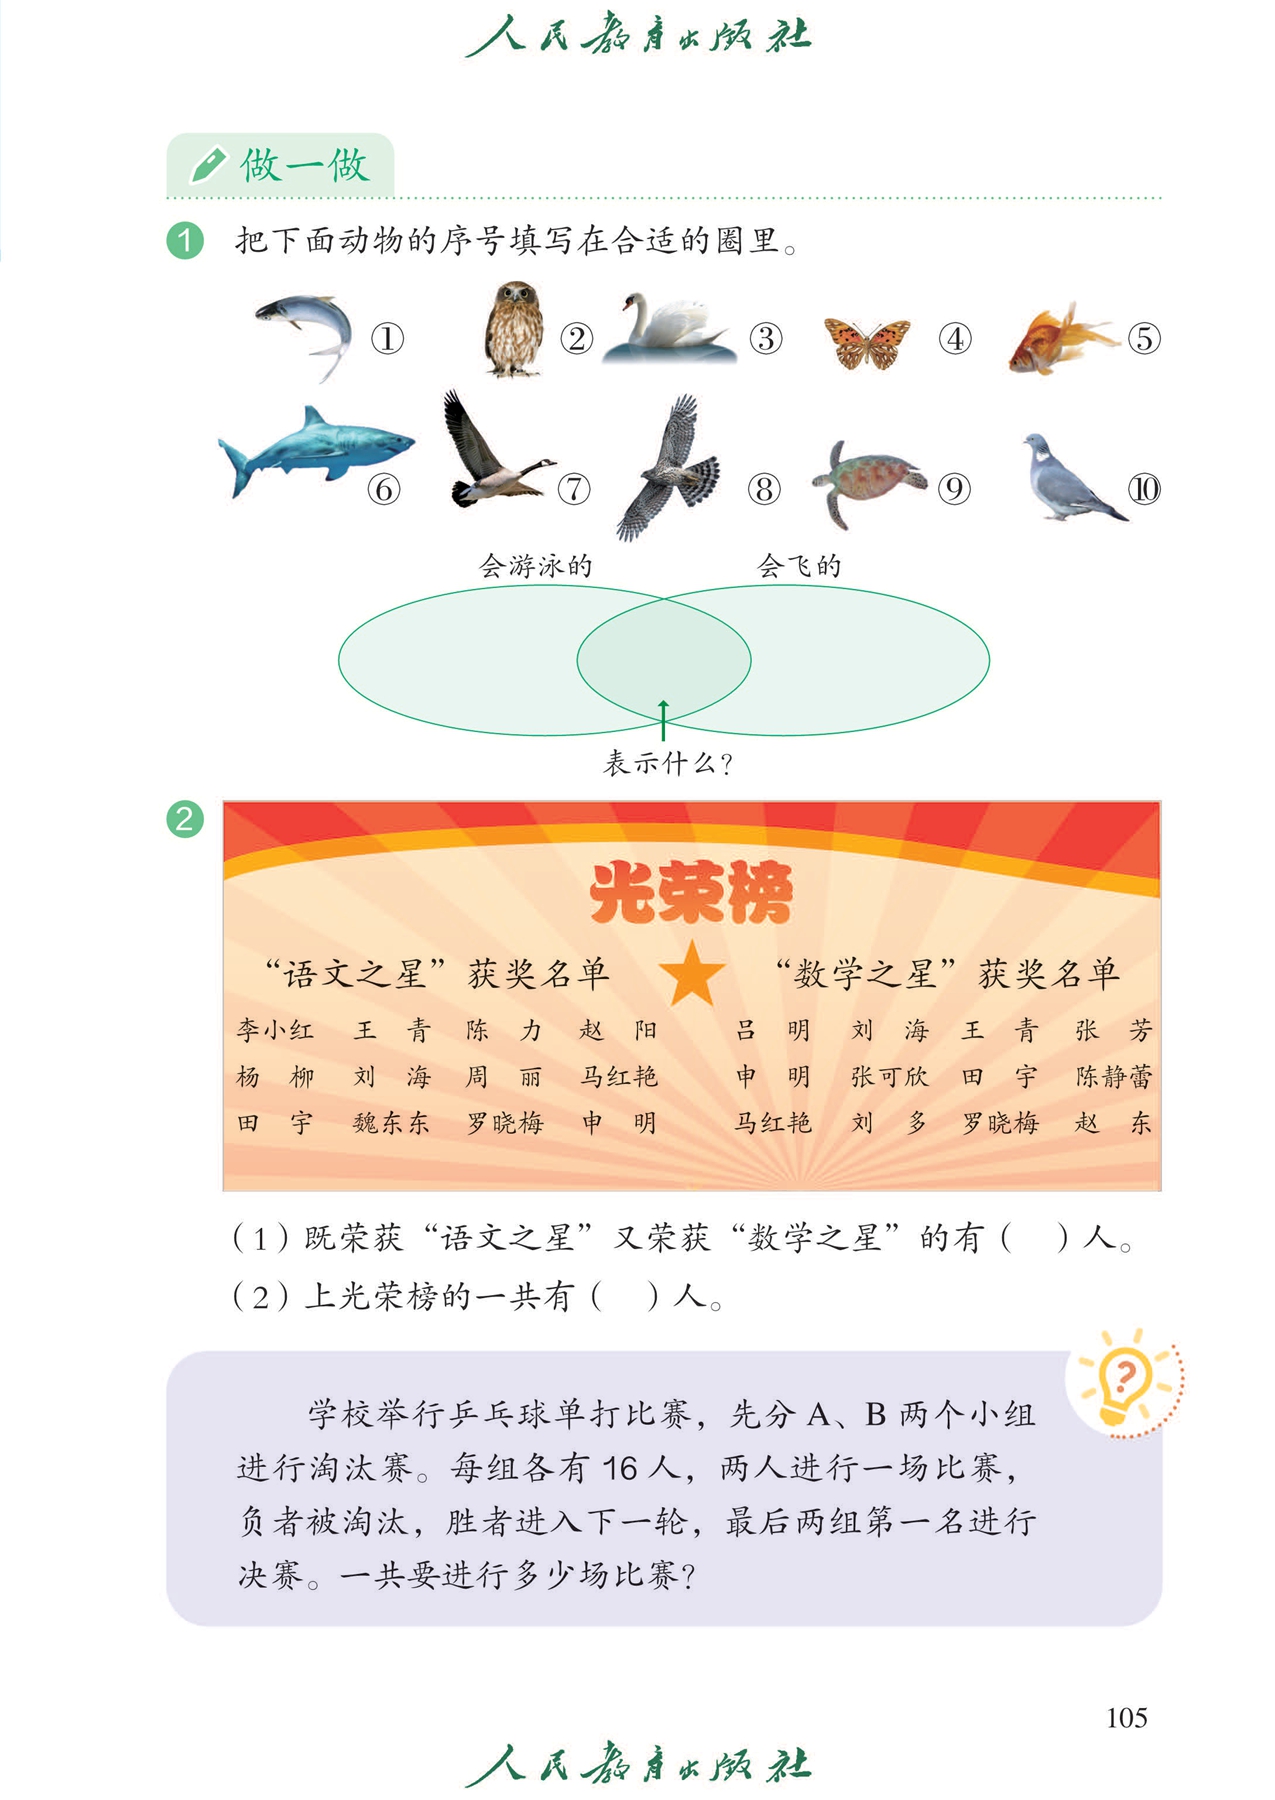 人民教育出版社
做一做
1 把下面动物的序号填写在合适的圈里。
① ② ③ ④ ⑤
⑥ ⑦ ⑧ ⑨ ⑩
会游泳的 会飞的
表示什么?
2
光荣榜
“语文之星”获奖名单 “数学之星”获奖名单
李小红 王青 陈力 赵阳 吕明 刘海 王青 张芳
杨柳 刘海 周丽 马红艳 申明 张可欣 田宇 陈静蕾
田宇 魏东东 罗晓梅 申明 马红艳 刘多 罗晓梅 赵东
(1)既荣获“语文之星”又荣获“数学之星”的有( )人。
(2)上光荣榜的一共有( )人。
?
学校举行乒乓球单打比赛,先分A、B两个小组
进行淘汰赛。每组各有16人,两人进行一场比赛,
负者被淘汰,胜者进入下一轮,最后两组第一名进行
决赛。一共要进行多少场比赛?
105
人民教育出版社